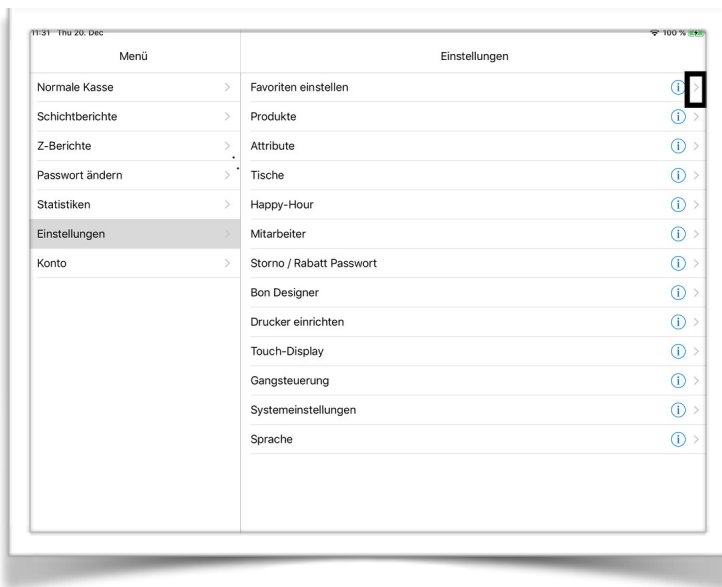 11:31 Thu 20. Dec
100 %
Menü
Einstellungen
Normale Kasse
Schichtberichte
Z-Berichte
Passwort ändern
Statistiken
Einstellungen
Konto
Favoriten einstellen
Produkte
Attribute
Tische
Happy-Hour
Mitarbeiter
Storno / Rabatt Passwort
Bon Designer
Drucker einrichten
Touch-Display
Gangsteuerung
Systemeinstellungen
Sprache